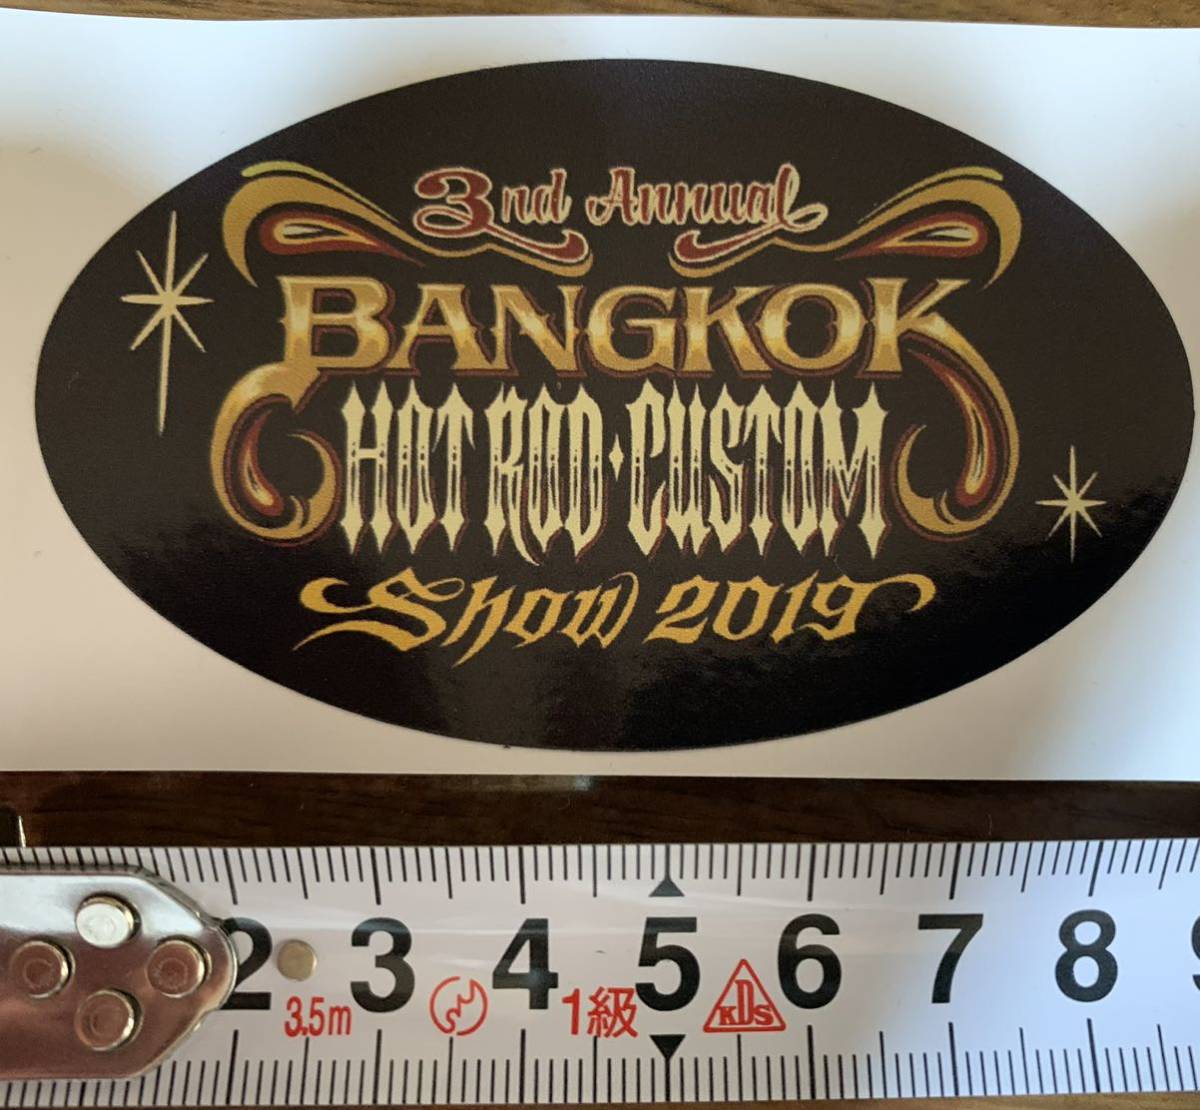 3nd Annual
BANGKOK
HOT ROD · CUSTOM
Show 2019
2 3 4 5 6 7 8 9
3.5m 1級 KDS